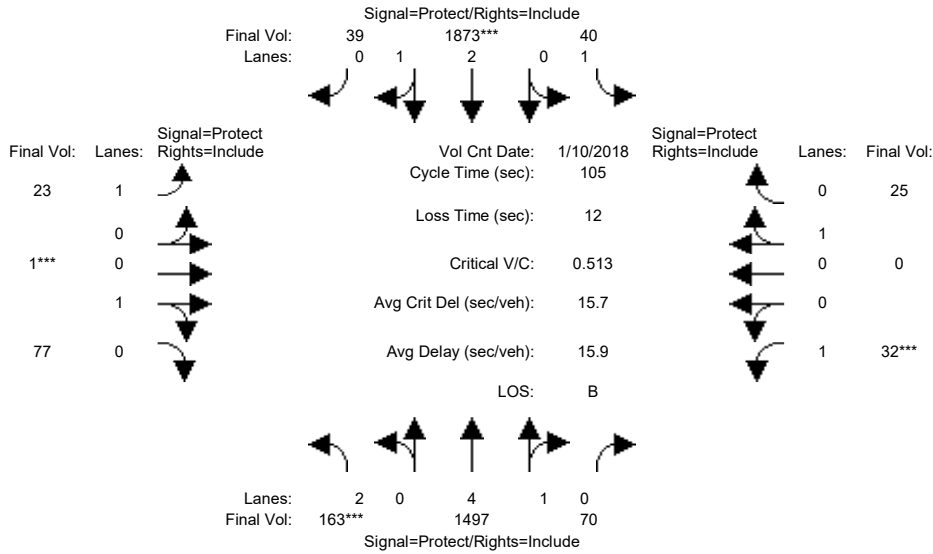 Signal=Protect/Rights=Include
Final Vol: 39 1873*** 40
Lanes: 0 1 2 0 1
Signal=Protect
Final Vol: Lanes: Rights=Include
Vol Cnt Date: 1/10/2018
Signal=Protect
Rights=Include Lanes: Final Vol:
Cycle Time (sec): 105
23 1
0 25
Loss Time (sec): 12
0
1
1*** 0
Critical V/C: 0.513
0 0
1
Avg Crit Del (sec/veh): 15.7
0
77 0
Avg Delay (sec/veh): 15.9
1 32***
LOS: B
Lanes: 2 0 4 1 0
Final Vol: 163*** 1497 70
Signal=Protect/Rights=Include